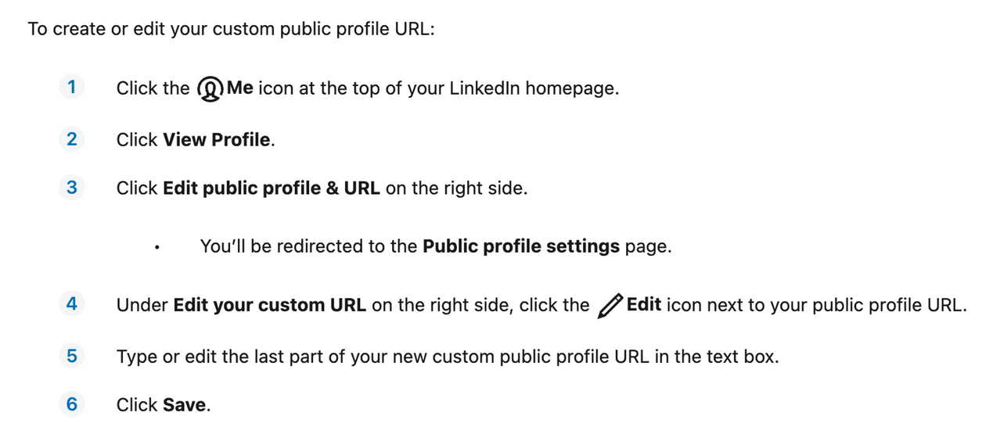 To create or edit your custom public profile URL:
1 Click the Me icon at the top of your LinkedIn homepage.
2 Click View Profile.
3 Click Edit public profile & URL on the right side.
• You’ll be redirected to the Public profile settings page.
4 Under Edit your custom URL on the right side, click the Edit icon next to your public profile URL.
5 Type or edit the last part of your new custom public profile URL in the text box.
6 Click Save.